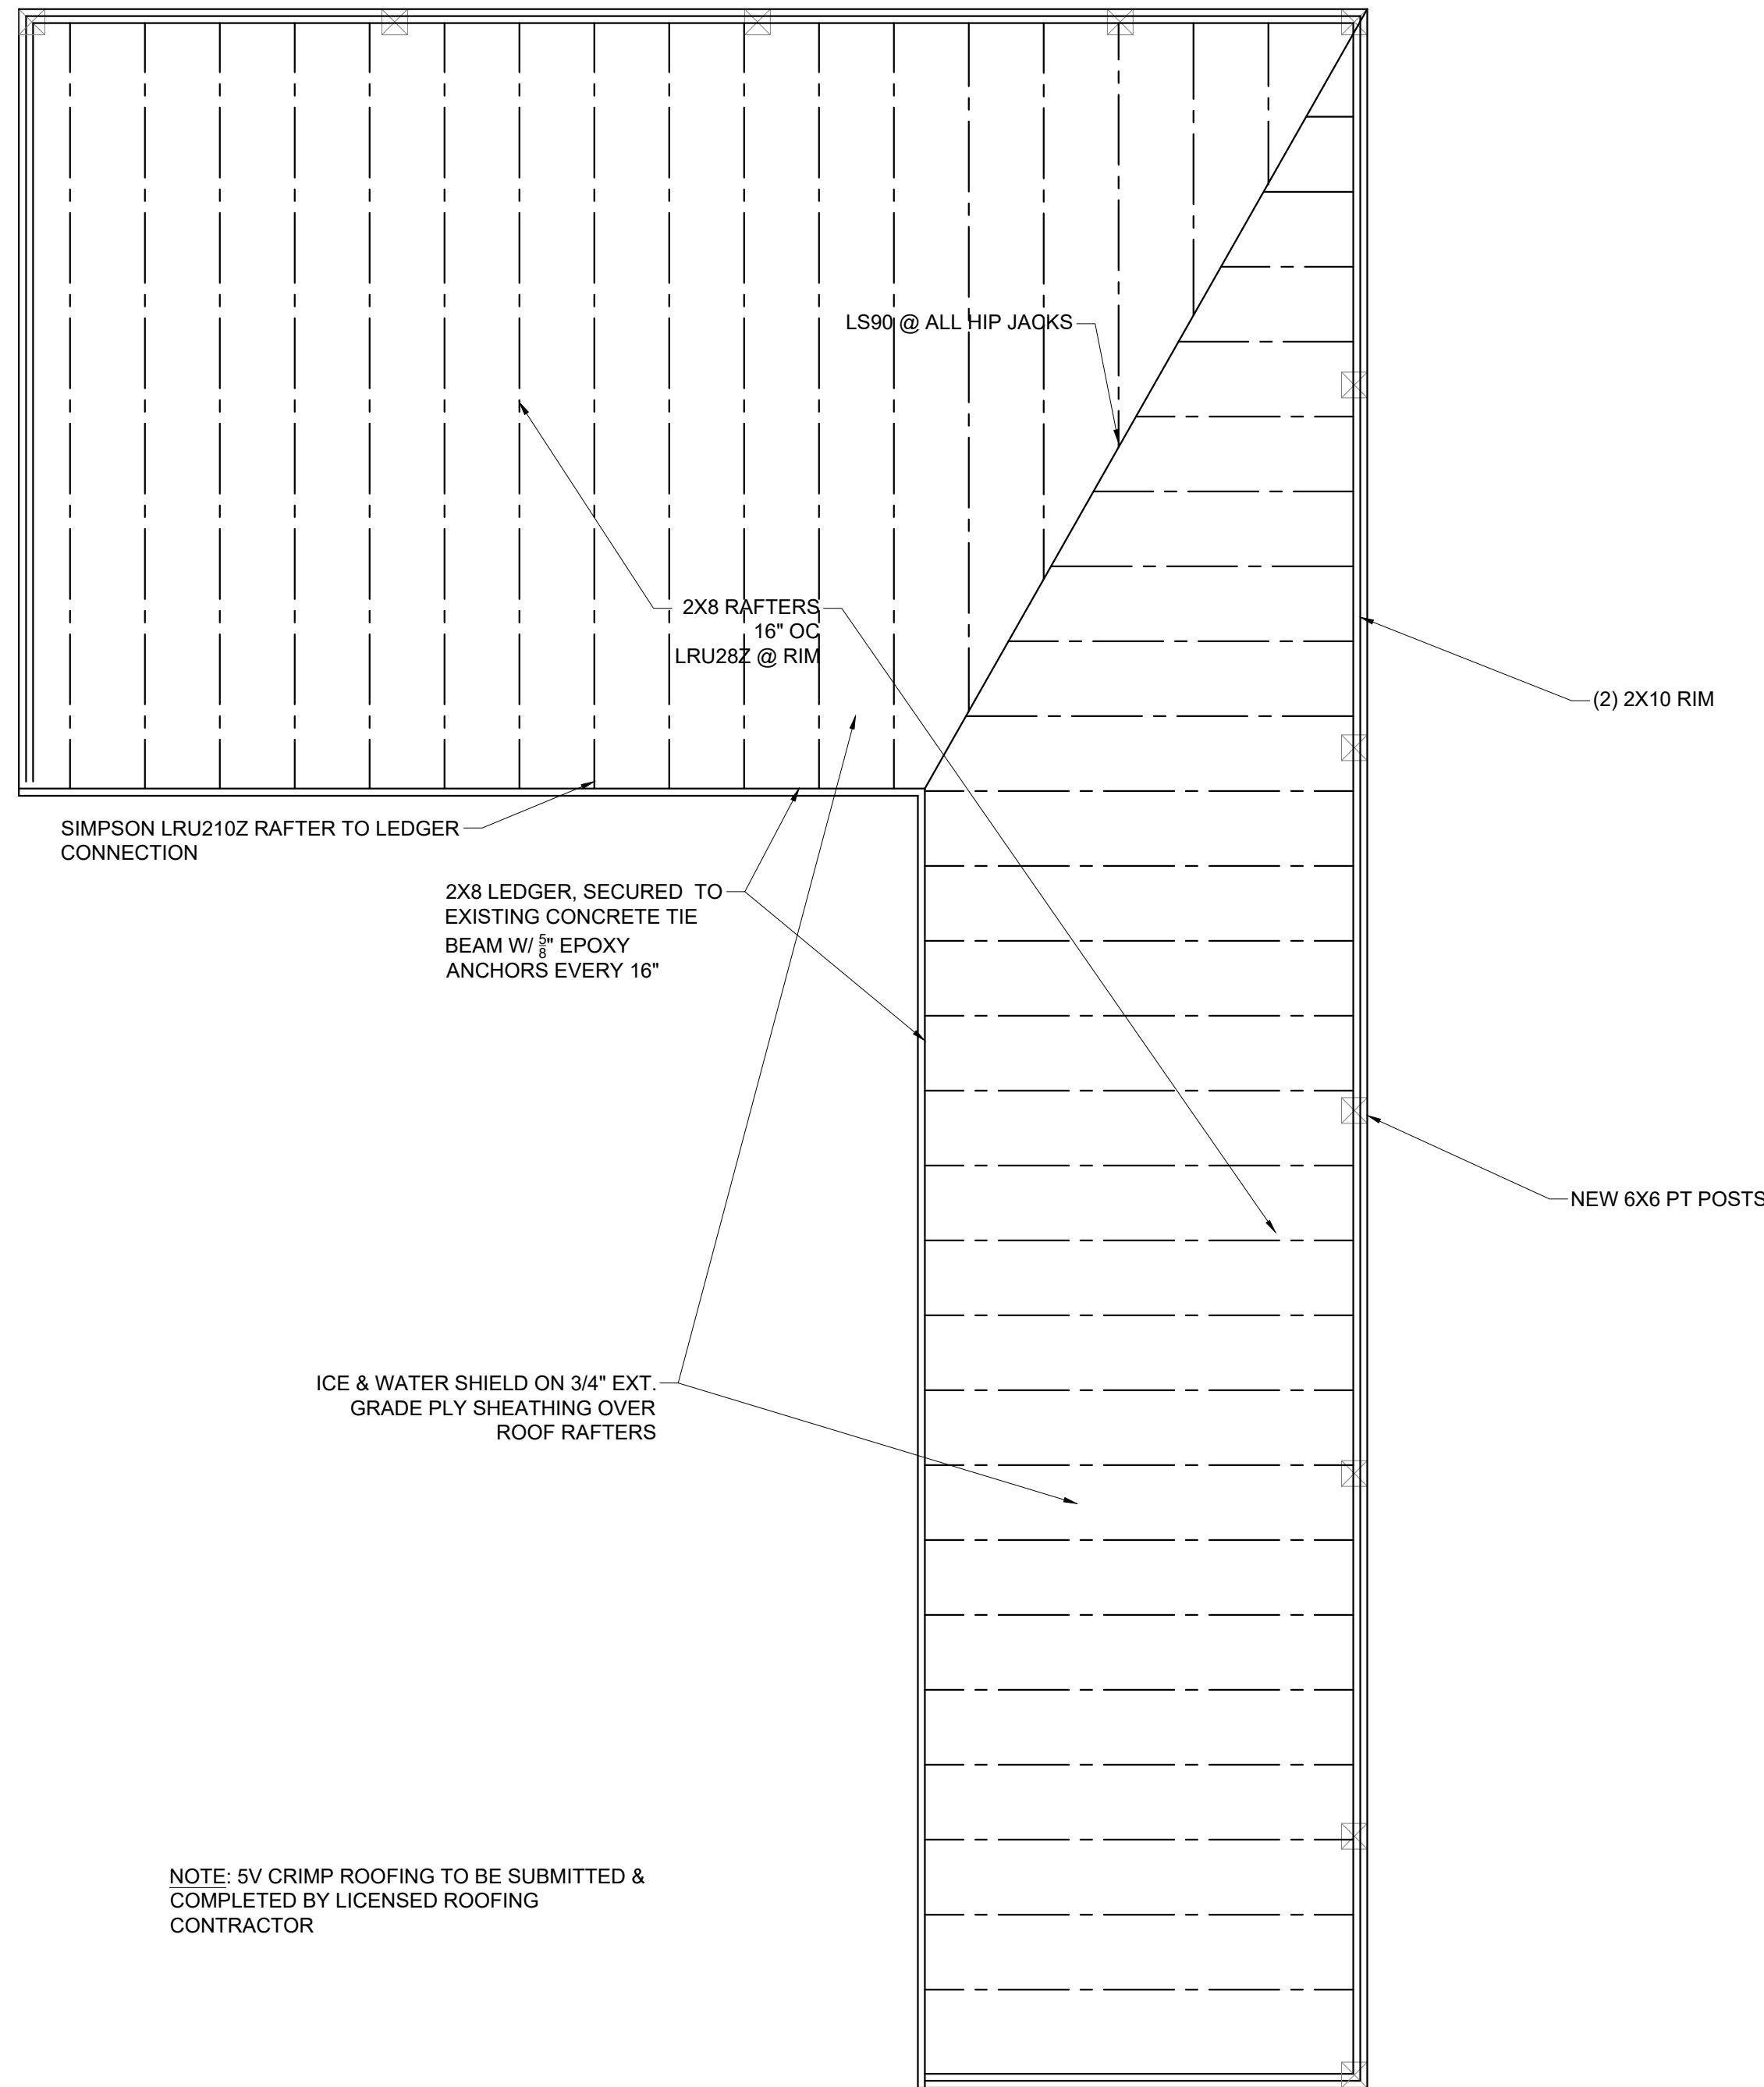 LS90 @ ALL HIP JACKS
2X8 RAFTERS
16" OC
LRU28Z @ RIM
(2) 2X10 RIM
SIMPSON LRU210Z RAFTER TO LEDGER
CONNECTION
2X8 LEDGER, SECURED TO
EXISTING CONCRETE TIE
BEAM W/ 5/8" EPOXY
ANCHORS EVERY 16"
NEW 6X6 PT POSTS
ICE & WATER SHIELD ON 3/4" EXT.
GRADE PLY SHEATHING OVER
ROOF RAFTERS
NOTE: 5V CRIMP ROOFING TO BE SUBMITTED &
COMPLETED BY LICENSED ROOFING
CONTRACTOR